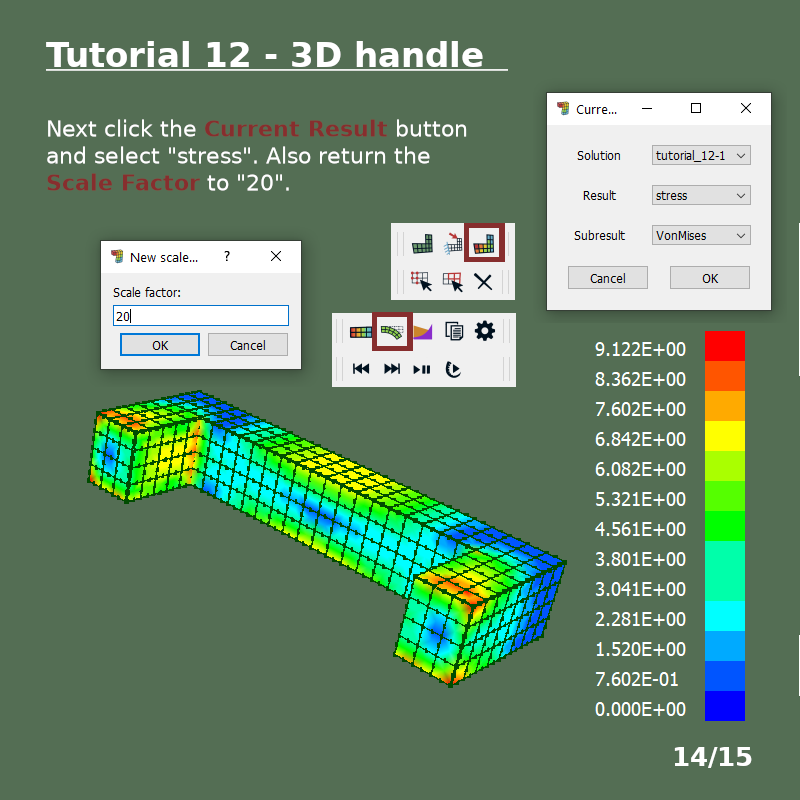 Tutorial 12 - 3D handle
Next click the Current Result button
and select "stress". Also return the
Scale Factor to "20".
Curre...
Solution tutorial_12-1
Result stress
Subresult VonMises
Cancel OK
New scale... ?
Scale factor:
20
OK Cancel
9.122E+00
8.362E+00
7.602E+00
6.842E+00
6.082E+00
5.321E+00
4.561E+00
3.801E+00
3.041E+00
2.281E+00
1.520E+00
7.602E-01
0.000E+00
14/15